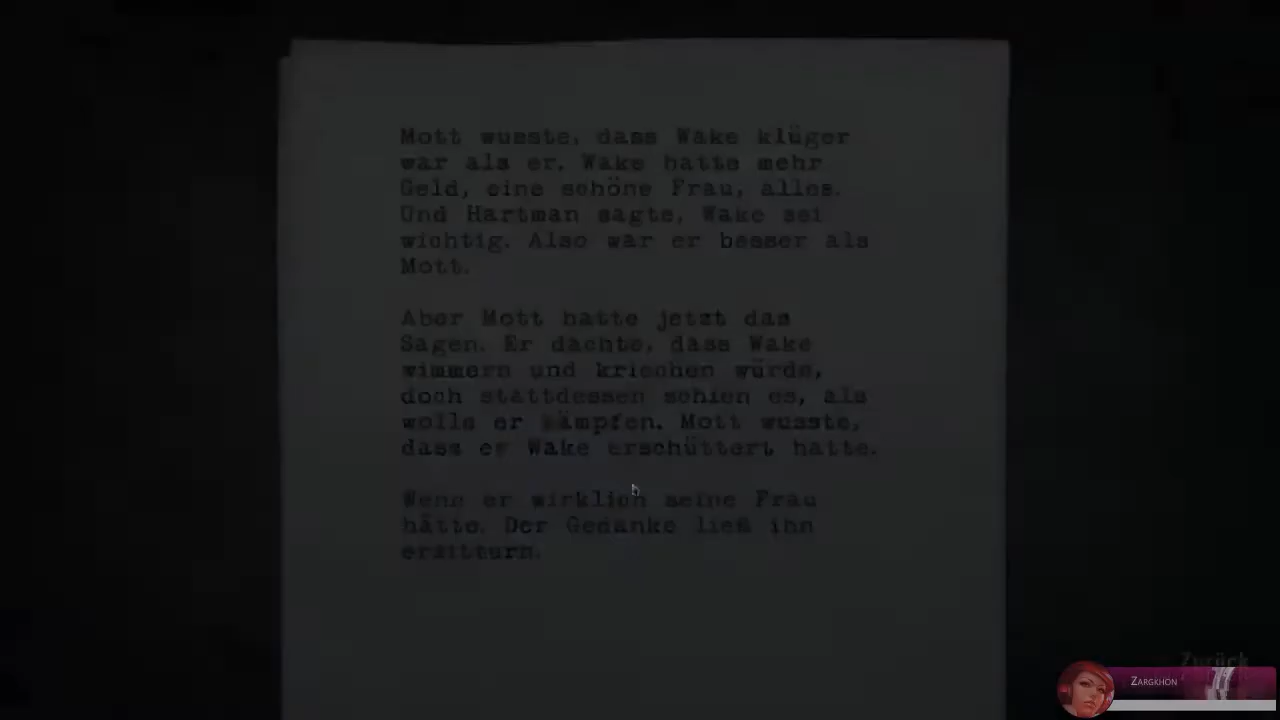 Mott wusste, dass Wake klüger
war als er. Wake hatte mehr
Geld, eine schöne Frau, alles.
Und Hartman sagte, Wake sei
wichtig. Also war er besser als
Mott.
Aber Mott hatte jetzt das
Sagen. Er dachte, dass Wake
wimmern und kriechen würde,
doch stattdessen schien es, als
wolle er kämpfen. Mott wusste,
dass er Wake erschüttert hatte.
Wenn er wirklich seine Frau
hätte. Der Gedanke ließ ihn
erzittern.
Zurück
ZARGKHON